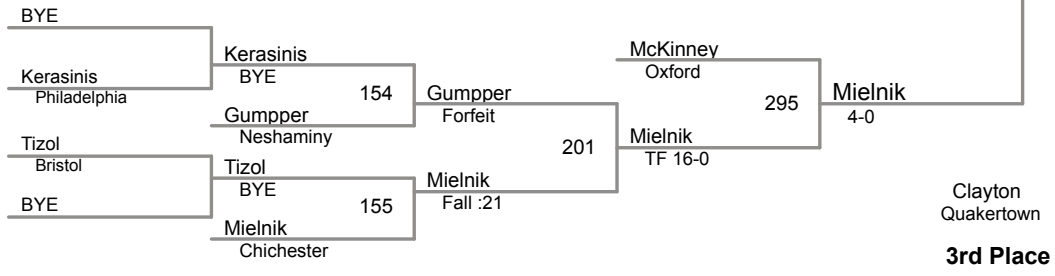 BYE
Kerasinis
Philadelphia
Tizol
Bristol
BYE
Kerasinis
BYE
154
Gumpper
Neshaminy
Tizol
BYE
155
Mielnik
Chichester
Gumpper
Forfeit
201
Mielnik
Fall :21
McKinney
Oxford
295
Mielnik
TF 16-0
Mielnik
4-0
Clayton
Quakertown
3rd Place